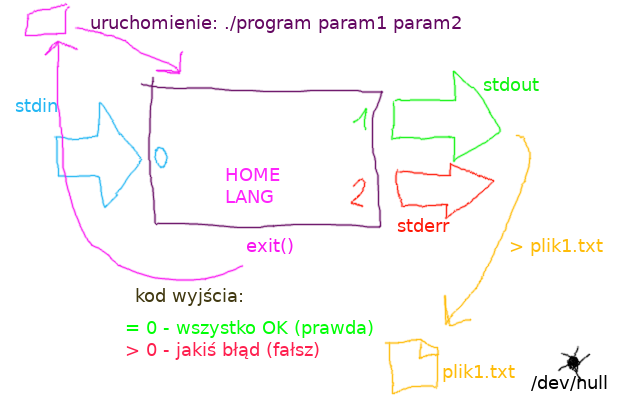 uruchomienie: ./program param1 param2
stdin
stdout
1
0
HOME
LANG
2
stderr
exit()
> plik1.txt
kod wyjścia:
= 0 - wszystko OK (prawda)
> 0 - jakiś błąd (fałsz)
plik1.txt
/dev/null